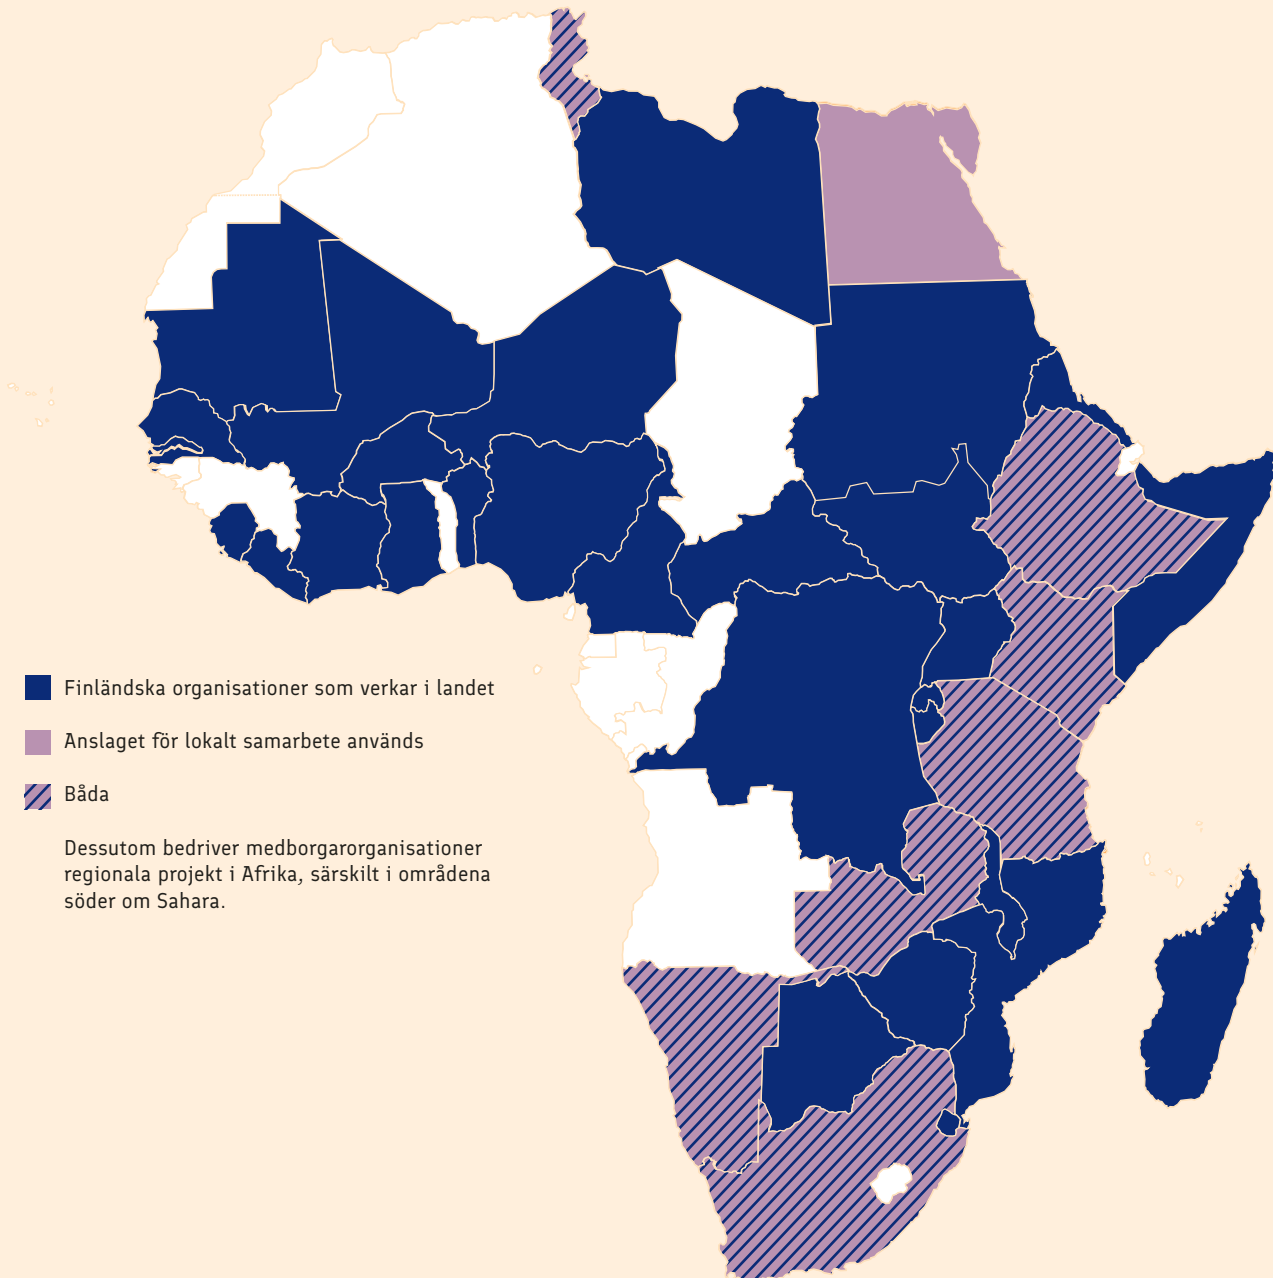 Finländska organisationer som verkar i landet
Anslaget för lokalt samarbete används
Båda
Dessutom bedriver medborgarorganisationer
regionala projekt i Afrika, särskilt i områdena
söder om Sahara.